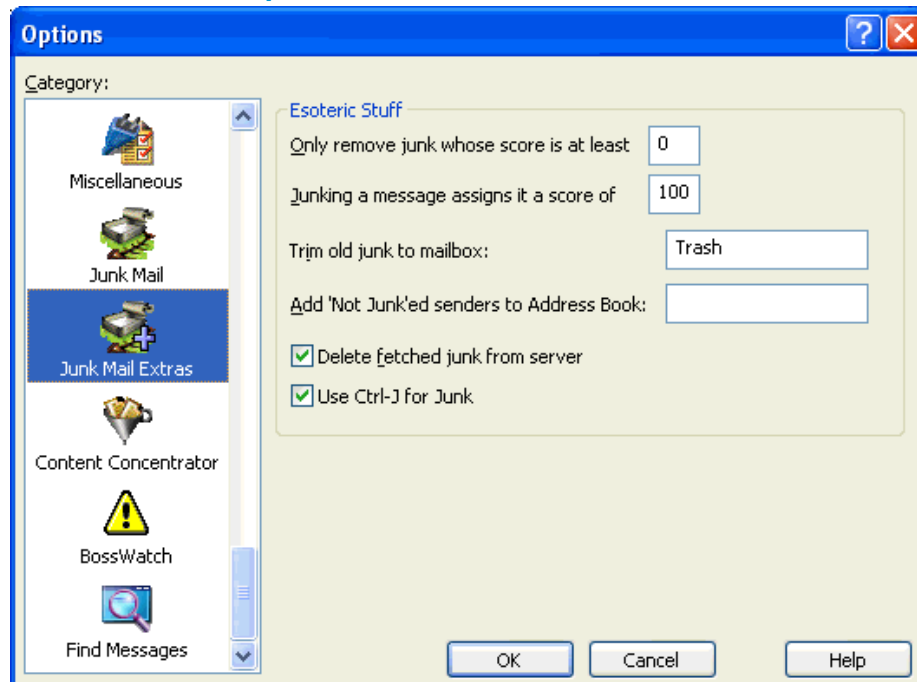 Options
Category:
Miscellaneous
Junk Mail
Junk Mail Extras
Content Concentrator
BossWatch
Find Messages
Esoteric Stuff
Only remove junk whose score is at least 0
Junking a message assigns it a score of 100
Trim old junk to mailbox: Trash
Add 'Not Junk'ed senders to Address Book:
Delete fetched junk from server
Use Ctrl-J for Junk
OK Cancel Help